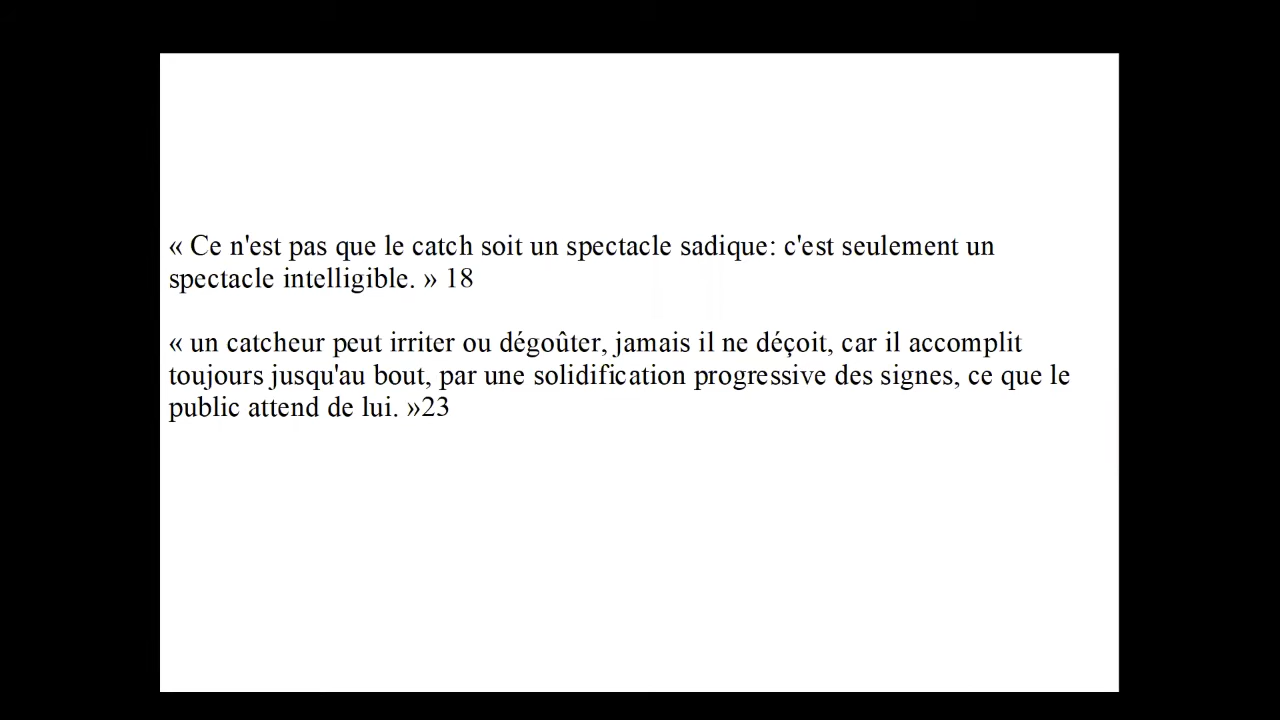 « Ce n'est pas que le catch soit un spectacle sadique: c'est seulement un
spectacle intelligible. » 18
« un catcheur peut irriter ou dégoûter, jamais il ne déçoit, car il accomplit
toujours jusqu'au bout, par une solidification progressive des signes, ce que le
public attend de lui. »23